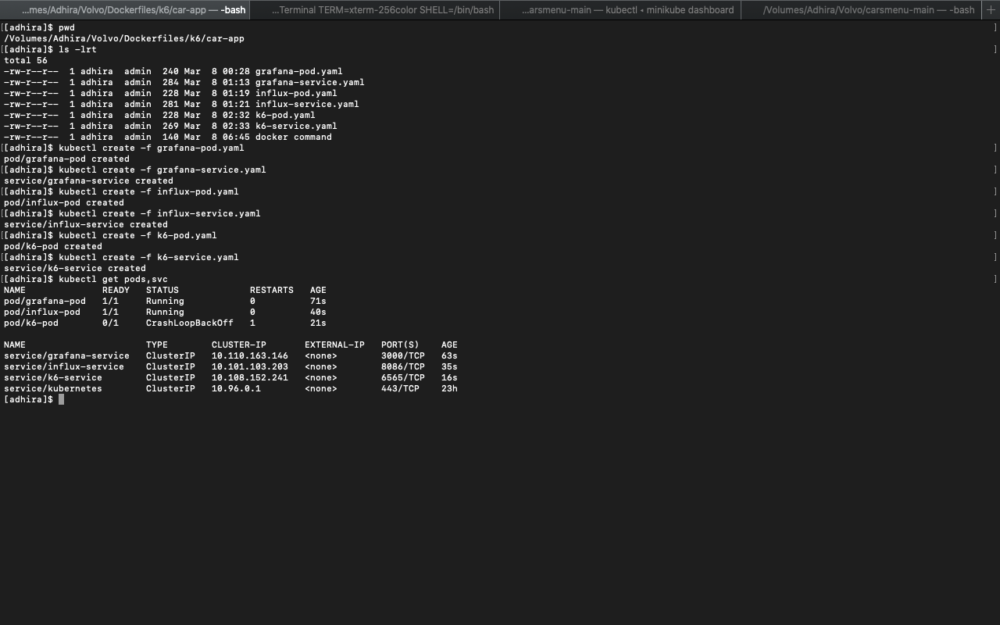 ...mes/Adhira/Volvo/Dockerfiles/k6/car-app — -bash ...Terminal TERM=xterm-256color SHELL=/bin/bash ...arsmenu-main — kubectl ◂ minikube dashboard /Volumes/Adhira/Volvo/carsmenu-main — -bash +
[[adhira]$ pwd ]
/Volumes/Adhira/Volvo/Dockerfiles/k6/car-app
[[adhira]$ ls -lrt ]
total 56
-rw-r--r--  1 adhira  admin  240 Mar  8 00:28 grafana-pod.yaml
-rw-r--r--  1 adhira  admin  284 Mar  8 01:13 grafana-service.yaml
-rw-r--r--  1 adhira  admin  228 Mar  8 01:19 influx-pod.yaml
-rw-r--r--  1 adhira  admin  281 Mar  8 01:21 influx-service.yaml
-rw-r--r--  1 adhira  admin  228 Mar  8 02:32 k6-pod.yaml
-rw-r--r--  1 adhira  admin  269 Mar  8 02:33 k6-service.yaml
-rw-r--r--  1 adhira  admin  140 Mar  8 06:45 docker command
[[adhira]$ kubectl create -f grafana-pod.yaml ]
pod/grafana-pod created
[[adhira]$ kubectl create -f grafana-service.yaml ]
service/grafana-service created
[[adhira]$ kubectl create -f influx-pod.yaml ]
pod/influx-pod created
[[adhira]$ kubectl create -f influx-service.yaml ]
service/influx-service created
[[adhira]$ kubectl create -f k6-pod.yaml ]
pod/k6-pod created
[[adhira]$ kubectl create -f k6-service.yaml ]
service/k6-service created
[[adhira]$ kubectl get pods,svc ]
NAME              READY   STATUS             RESTARTS   AGE
pod/grafana-pod   1/1     Running            0          71s
pod/influx-pod    1/1     Running            0          40s
pod/k6-pod        0/1     CrashLoopBackOff   1          21s
NAME                      TYPE        CLUSTER-IP       EXTERNAL-IP   PORT(S)    AGE
service/grafana-service   ClusterIP   10.110.163.146   <none>        3000/TCP   63s
service/influx-service    ClusterIP   10.101.103.203   <none>        8086/TCP   35s
service/k6-service        ClusterIP   10.108.152.241   <none>        6565/TCP   16s
service/kubernetes        ClusterIP   10.96.0.1        <none>        443/TCP    23h
[adhira]$